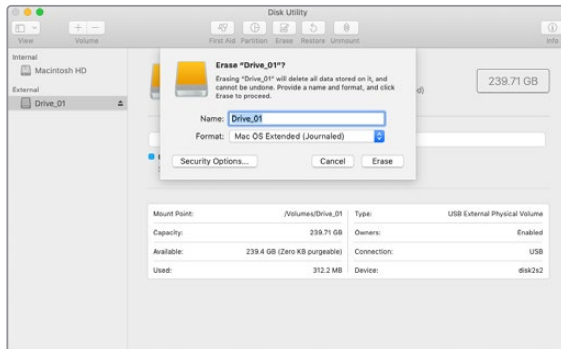 Disk Utility
View Volume First Aid Partition Erase Restore Unmount Info
Internal
Macintosh HD
External
Drive_01
Erase "Drive_01"?
Erasing "Drive_01" will delete all data stored on it, and
cannot be undone. Provide a name and format, and click
Erase to proceed.
239.71 GB
Name: Drive_01
Format: Mac OS Extended (Journaled)
Security Options... Cancel Erase
Mount Point: /Volumes/Drive_01 Type: USB External Physical Volume
Capacity: 239.71 GB Owners: Enabled
Available: 239.4 GB (Zero KB purgeable) Connection: USB
Used: 312.2 MB Device: disk2s2